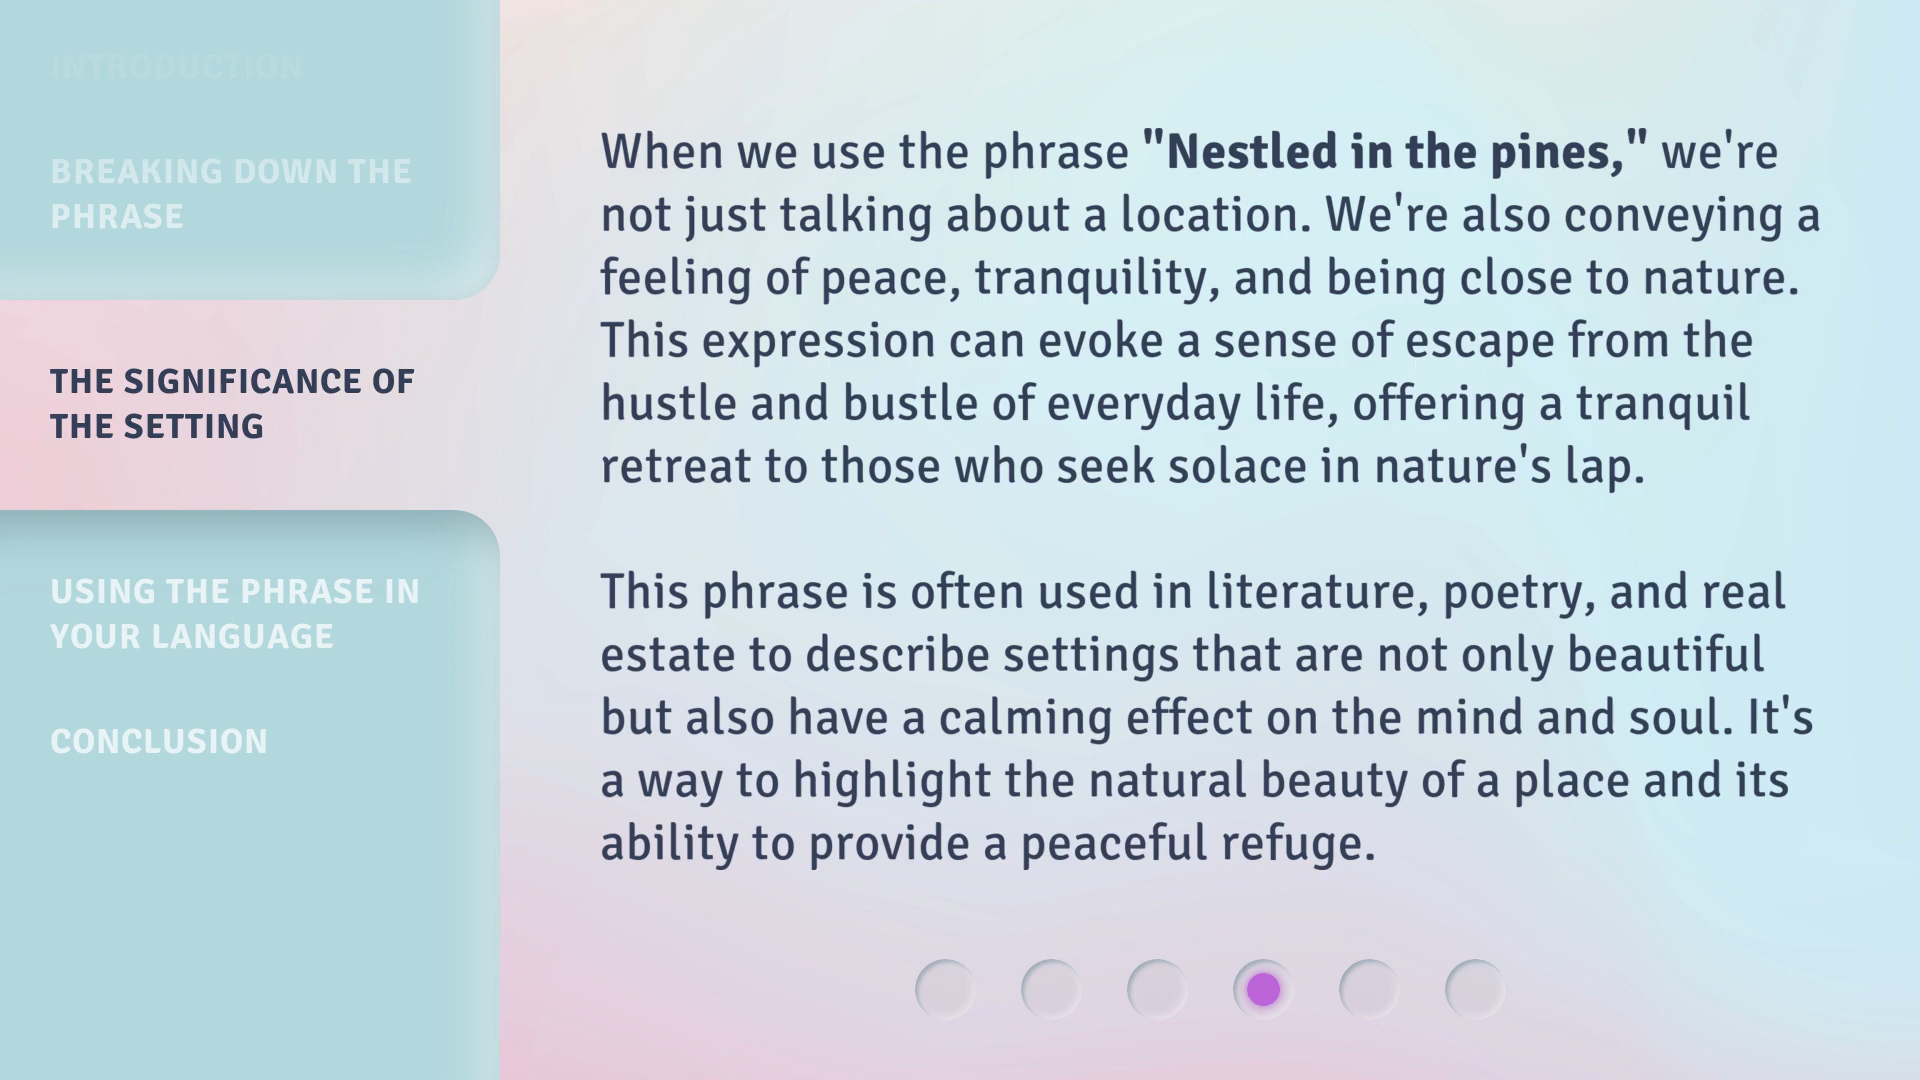 INTRODUCTION
BREAKING DOWN THE
PHRASE
THE SIGNIFICANCE OF
THE SETTING
USING THE PHRASE IN
YOUR LANGUAGE
CONCLUSION
When we use the phrase "Nestled in the pines," we're
not just talking about a location. We're also conveying a
feeling of peace, tranquility, and being close to nature.
This expression can evoke a sense of escape from the
hustle and bustle of everyday life, offering a tranquil
retreat to those who seek solace in nature's lap.
This phrase is often used in literature, poetry, and real
estate to describe settings that are not only beautiful
but also have a calming effect on the mind and soul. It's
a way to highlight the natural beauty of a place and its
ability to provide a peaceful refuge.